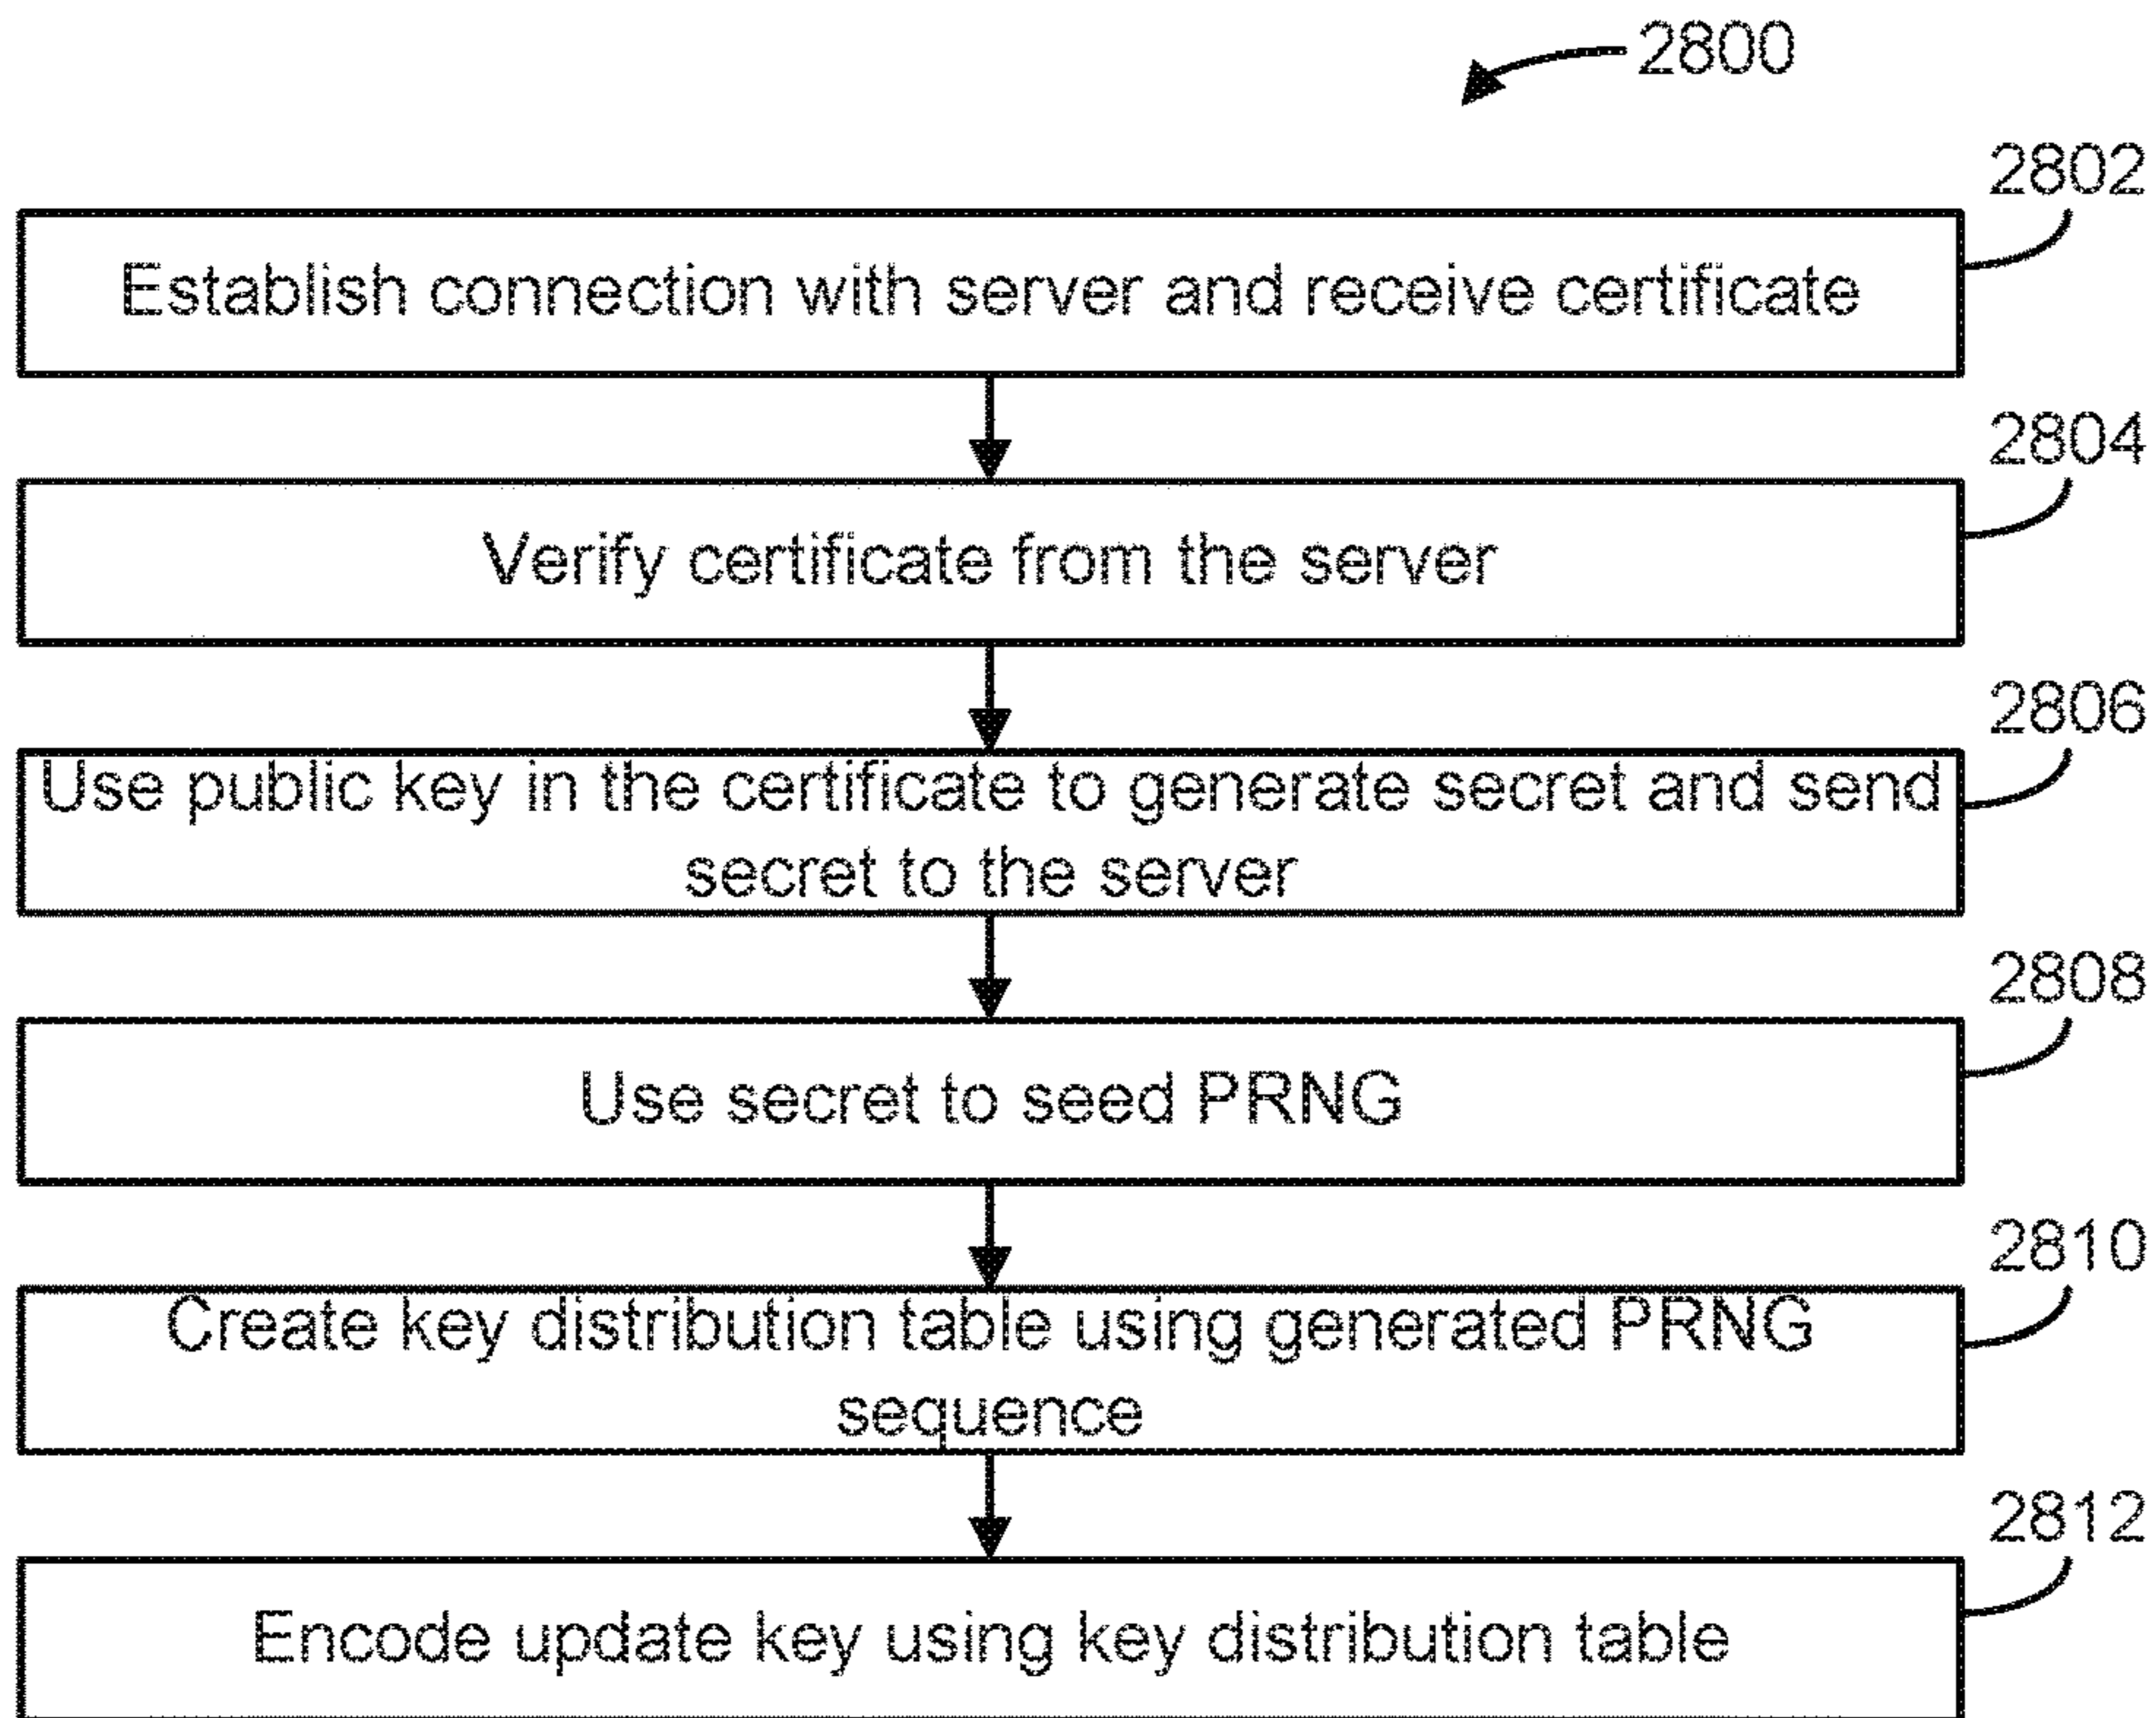 2800
2802
Establish connection with server and receive certificate
2804
Verify certificate from the server
2806
Use public key in the certificate to generate secret and send
secret to the server
2808
Use secret to seed PRNG
2810
Create key distribution table using generated PRNG
sequence
2812
Encode update key using key distribution table